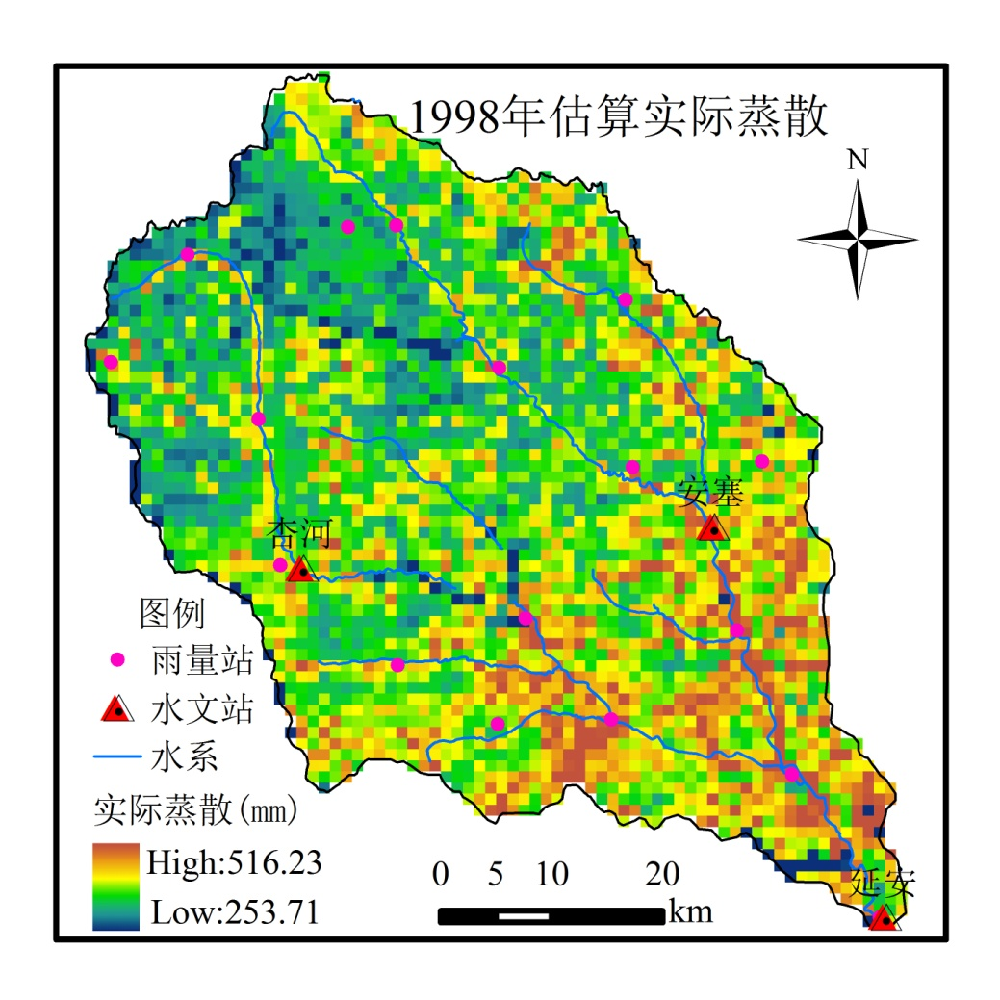 1998年估算实际蒸散
N
安塞
杏河
图例
雨量站
水文站
水系
实际蒸散(mm)
High:516.23
Low:253.71
0 5 10 20
km
延安